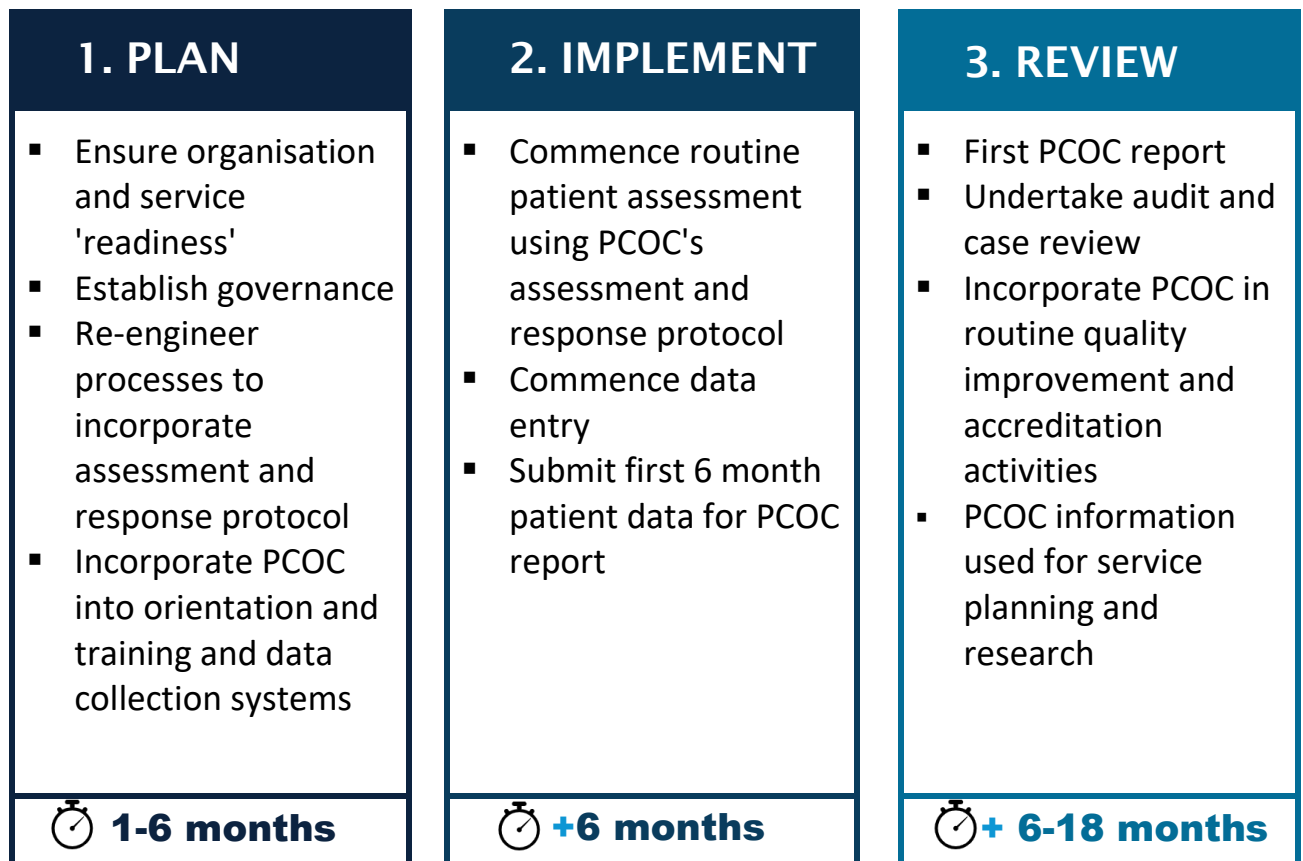 1. PLAN
▪ Ensure organisation
and service
'readiness'
▪ Establish governance
▪ Re-engineer
processes to
incorporate
assessment and
response protocol
▪ Incorporate PCOC
into orientation and
training and data
collection systems
1-6 months
2. IMPLEMENT
▪ Commence routine
patient assessment
using PCOC's
assessment and
response protocol
▪ Commence data
entry
▪ Submit first 6 month
patient data for PCOC
report
+6 months
3. REVIEW
▪ First PCOC report
▪ Undertake audit and
case review
▪ Incorporate PCOC in
routine quality
improvement and
accreditation
activities
▪ PCOC information
used for service
planning and
research
+ 6-18 months